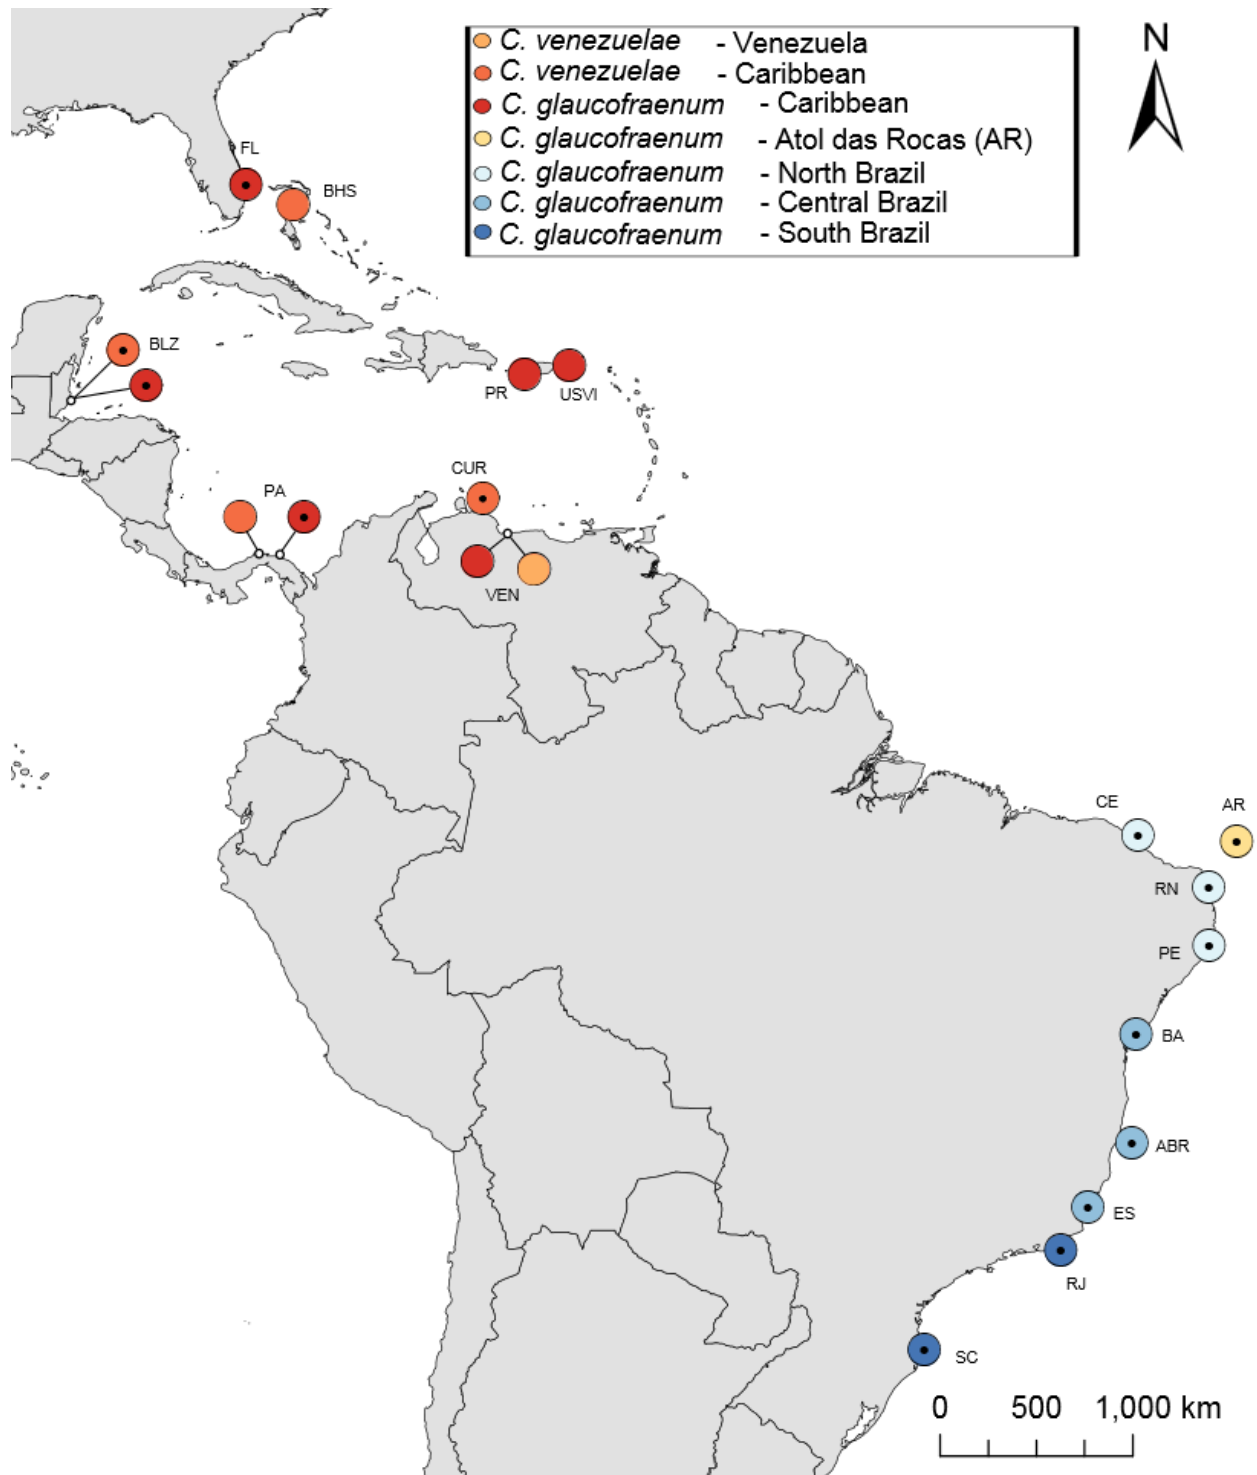 C. venezuelae - Venezuela
C. venezuelae - Caribbean
C. glaucofraenum - Caribbean
C. glaucofraenum - Atol das Rocas (AR)
C. glaucofraenum - North Brazil
C. glaucofraenum - Central Brazil
C. glaucofraenum - South Brazil
N
FL
BHS
BLZ
PR
USVI
CUR
PA
VEN
CE
AR
RN
PE
BA
ABR
ES
RJ
SC
0 500 1,000 km